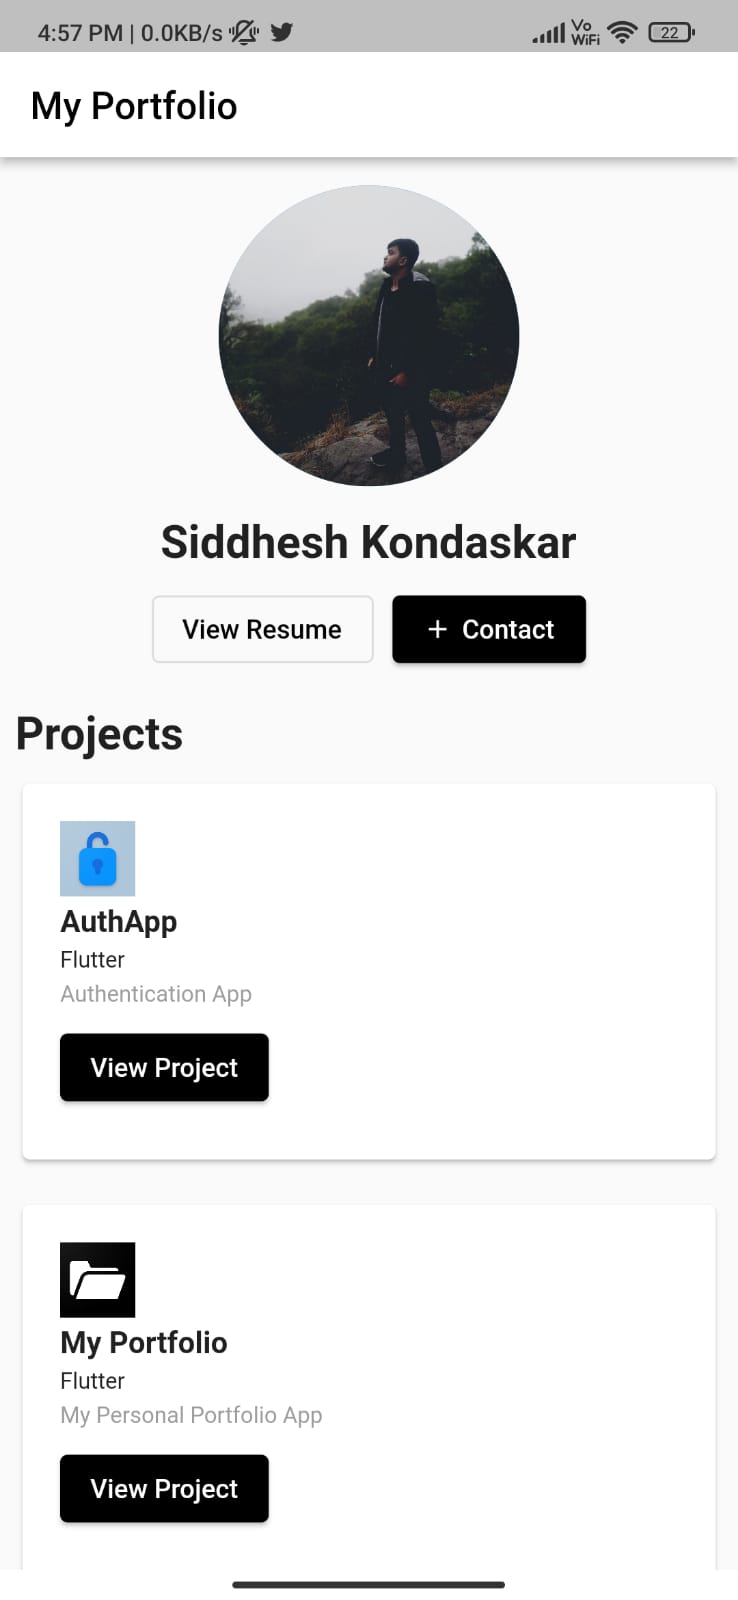 4:57 PM | 0.0KB/s
Vo
WiFi
22
My Portfolio
Siddhesh Kondaskar
View Resume
+ Contact
Projects
AuthApp
Flutter
Authentication App
View Project
My Portfolio
Flutter
My Personal Portfolio App
View Project